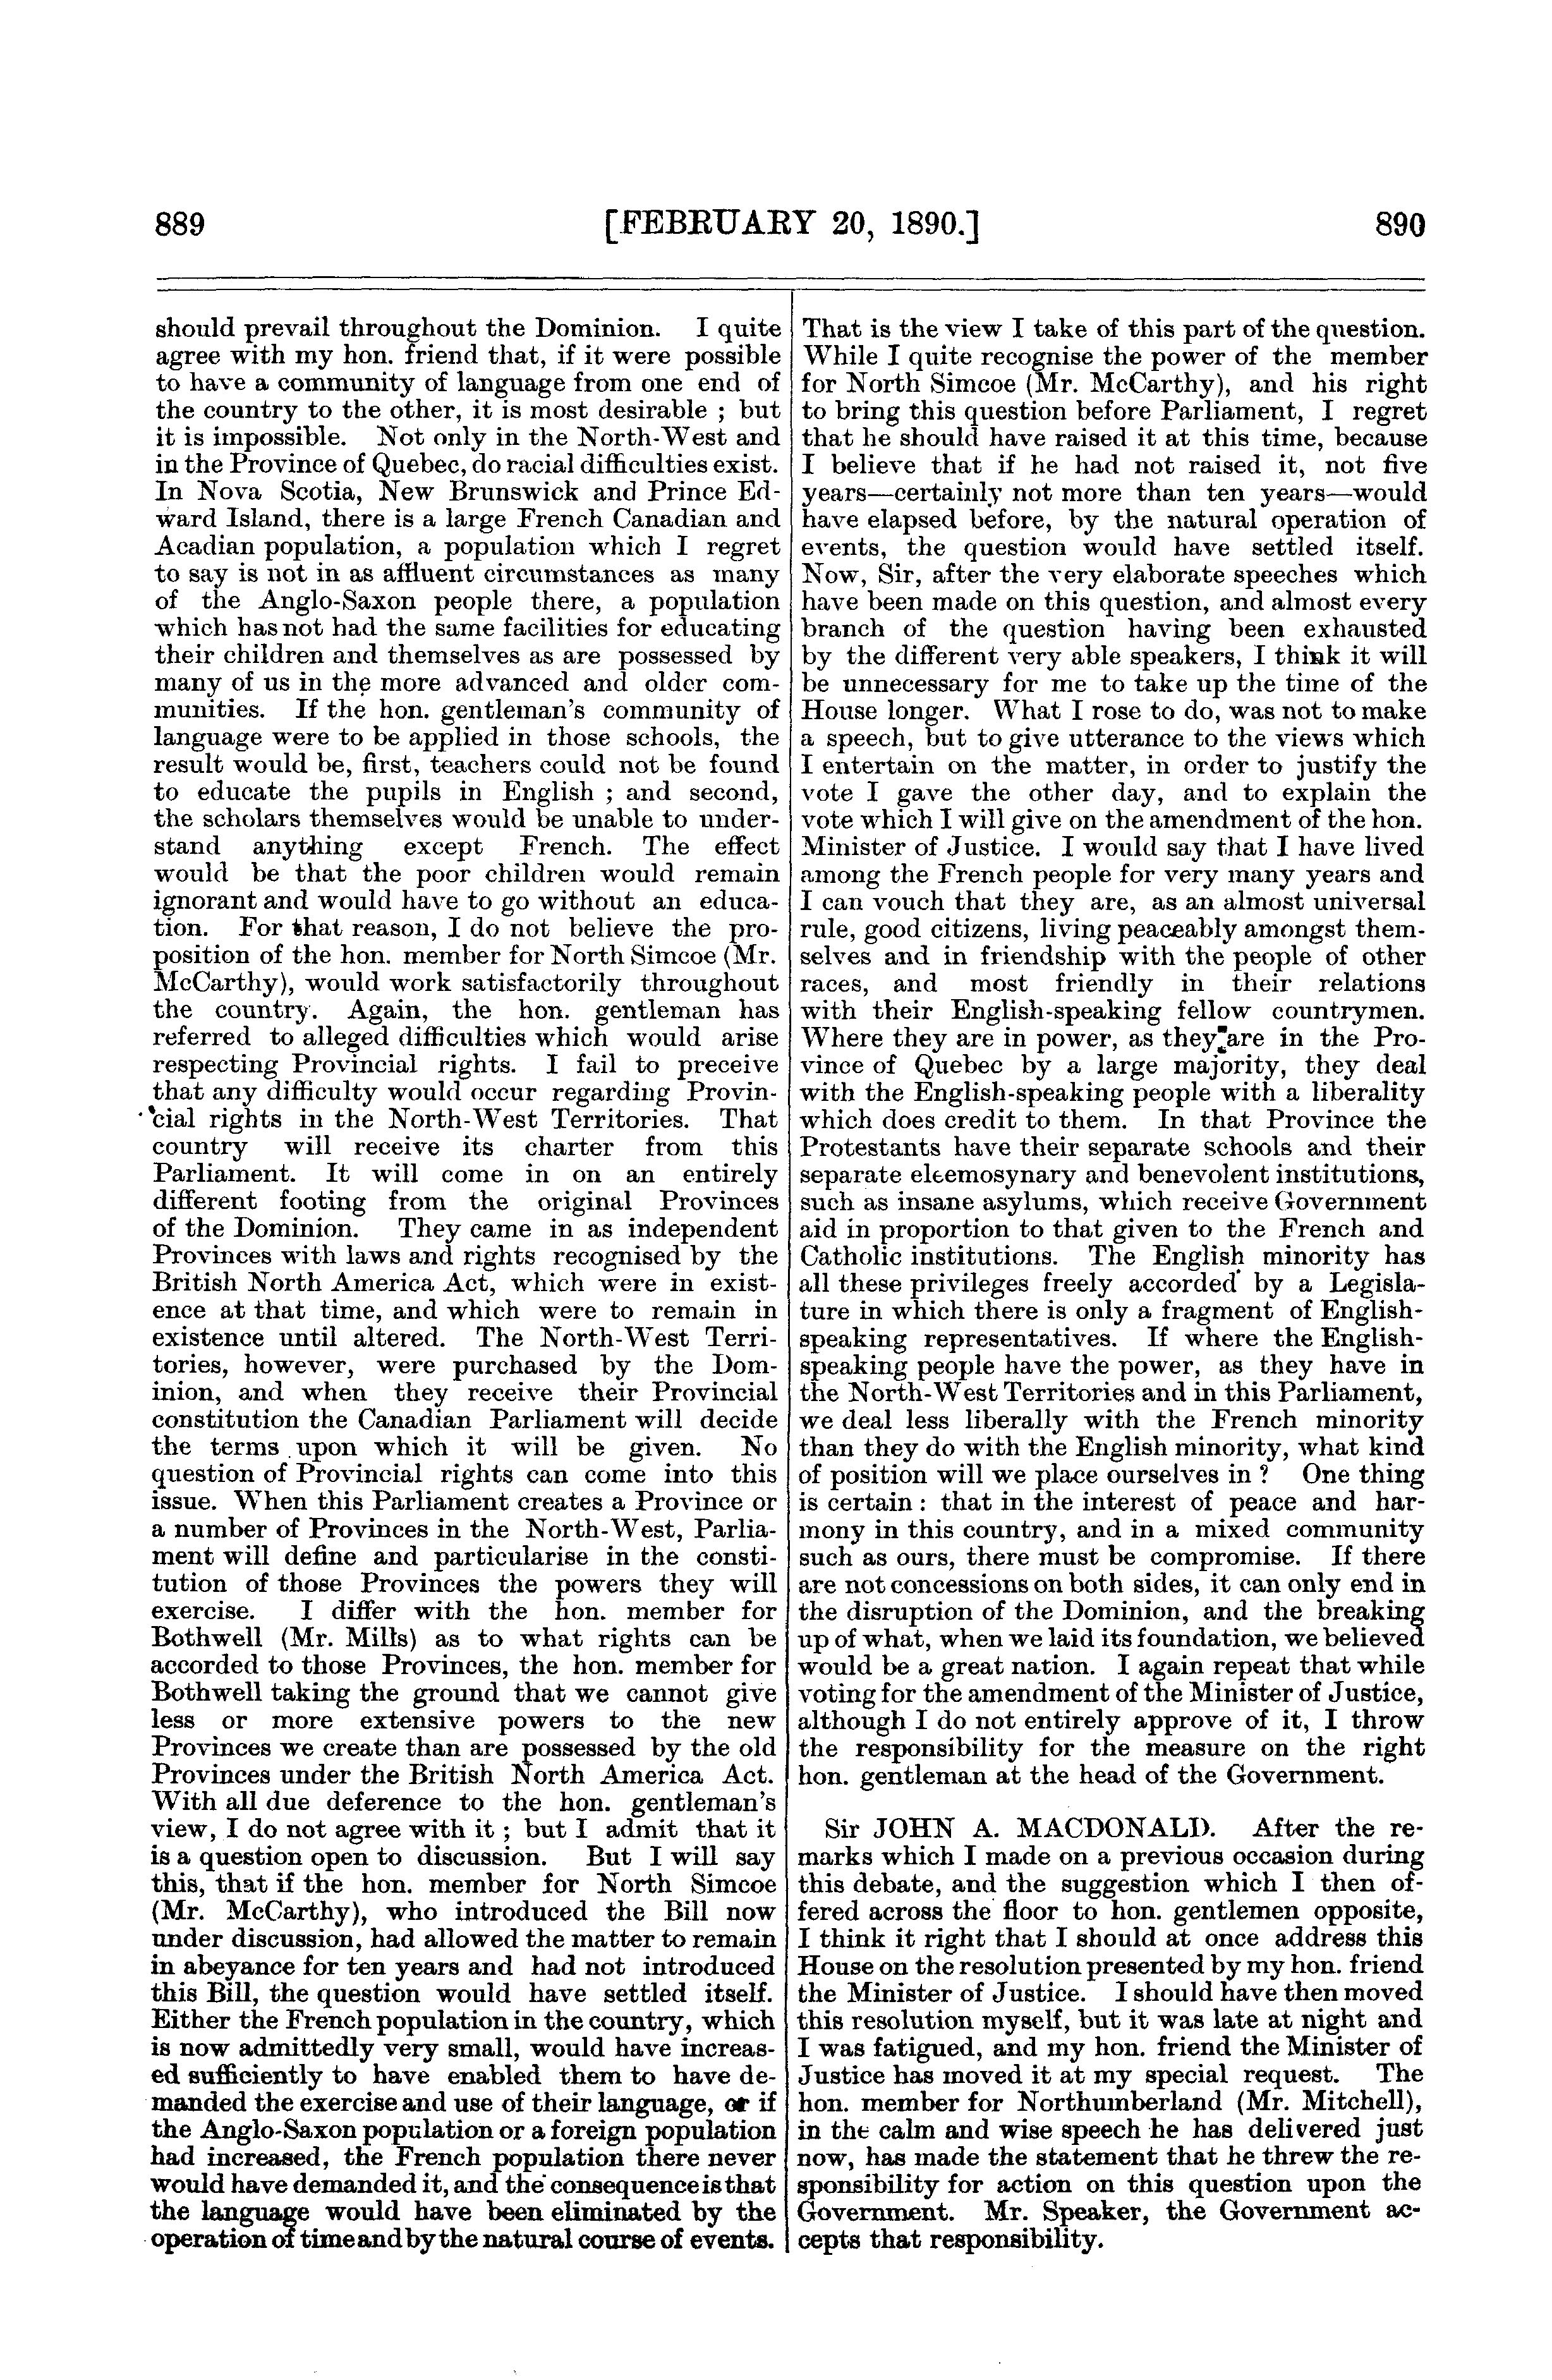 889 [FEBRUARY 20, 1890.] 890
should prevail throughout the Dominion. I quite
agree with my hon. friend that, if it were possible
to have a community of language from one end of
the country to the other, it is most desirable ; but
it is impossible. Not only in the North-West and
in the Province of Quebec, do racial difficulties exist.
In Nova Scotia, New Brunswick and Prince Ed-
ward Island, there is a large French Canadian and
Acadian population, a population which I regret
to say is not in as affluent circumstances as many
of the Anglo-Saxon people there, a population
which has not had the same facilities for educating
their children and themselves as are possessed by
many of us in the more advanced and older com-
munities. If the hon. gentleman's community of
language were to be applied in those schools, the
result would be, first, teachers could not be found
to educate the pupils in English ; and second,
the scholars themselves would be unable to under-
stand anything except French. The effect
would be that the poor children would remain
ignorant and would have to go without an educa-
tion. For that reason, I do not believe the pro-
position of the hon. member for North Simcoe (Mr.
McCarthy), would work satisfactorily throughout
the country. Again, the hon. gentleman has
referred to alleged difficulties which would arise
respecting Provincial rights. I fail to preceive
that any difficulty would occur regarding Provin-
cial rights in the North-West Territories. That
country will receive its charter from this
Parliament. It will come in on an entirely
different footing from the original Provinces
of the Dominion. They came in as independent
Provinces with laws and rights recognised by the
British North America Act, which were in exist-
ence at that time, and which were to remain in
existence until altered. The North-West Terri-
tories, however, were purchased by the Dom-
inion, and when they receive their Provincial
constitution the Canadian Parliament will decide
the terms upon which it will be given. No
question of Provincial rights can come into this
issue. When this Parliament creates a Province or
a number of Provinces in the North-West, Parlia-
ment will define and particularise in the consti-
tution of those Provinces the powers they will
exercise. I differ with the hon. member for
Bothwell (Mr. Mills) as to what rights can be
accorded to those Provinces, the hon. member for
Bothwell taking the ground that we cannot give
less or more extensive powers to the new
Provinces we create than are possessed by the old
Provinces under the British North America Act.
With all due deference to the hon. gentleman's
view, I do not agree with it ; but I admit that it
is a question open to discussion. But I will say
this, that if the hon. member for North Simcoe
(Mr. McCarthy), who introduced the Bill now
under discussion, had allowed the matter to remain
in abeyance for ten years and had not introduced
this Bill, the question would have settled itself.
Either the French population in the country, which
is now admittedly very small, would have increas-
ed sufficiently to have enabled them to have de-
manded the exercise and use of their language, or if
the Anglo-Saxon population or a foreign population
had increased, the French population there never
would have demanded it, and the consequence is that
the language would have been eliminated by the
operation of time and by the natural course of events.
That is the view I take of this part of the question.
While I quite recognise the power of the member
for North Simcoe (Mr. McCarthy), and his right
to bring this question before Parliament, I regret
that he should have raised it at this time, because
I believe that if he had not raised it, not five
years—certainly not more than ten years—would
have elapsed before, by the natural operation of
events, the question would have settled itself.
Now, Sir, after the very elaborate speeches which
have been made on this question, and almost every
branch of the question having been exhausted
by the different very able speakers, I think it will
be unnecessary for me to take up the time of the
House longer. What I rose to do, was not to make
a speech, but to give utterance to the views which
I entertain on the matter, in order to justify the
vote I gave the other day, and to explain the
vote which I will give on the amendment of the hon.
Minister of Justice. I would say that I have lived
among the French people for very many years and
I can vouch that they are, as an almost universal
rule, good citizens, living peaceably amongst them-
selves and in friendship with the people of other
races, and most friendly in their relations
with their English-speaking fellow countrymen.
Where they are in power, as they are in the Pro-
vince of Quebec by a large majority, they deal
with the English-speaking people with a liberality
which does credit to them. In that Province the
Protestants have their separate schools and their
separate eleemosynary and benevolent institutions,
such as insane asylums, which receive Government
aid in proportion to that given to the French and
Catholic institutions. The English minority has
all these privileges freely accorded by a Legisla-
ture in which there is only a fragment of English-
speaking representatives. If where the English-
speaking people have the power, as they have in
the North-West Territories and in this Parliament,
we deal less liberally with the French minority
than they do with the English minority, what kind
of position will we place ourselves in ? One thing
is certain : that in the interest of peace and har-
mony in this country, and in a mixed community
such as ours, there must be compromise. If there
are not concessions on both sides, it can only end in
the disruption of the Dominion, and the breaking
up of what, when we laid its foundation, we believed
would be a great nation. I again repeat that while
voting for the amendment of the Minister of Justice,
although I do not entirely approve of it, I throw
the responsibility for the measure on the right
hon. gentleman at the head of the Government.
Sir JOHN A. MACDONALD. After the re-
marks which I made on a previous occasion during
this debate, and the suggestion which I then of-
fered across the floor to hon. gentlemen opposite,
I think it right that I should at once address this
House on the resolution presented by my hon. friend
the Minister of Justice. I should have then moved
this resolution myself, but it was late at night and
I was fatigued, and my hon. friend the Minister of
Justice has moved it at my special request. The
hon. member for Northumberland (Mr. Mitchell),
in the calm and wise speech he has delivered just
now, has made the statement that he threw the re-
sponsibility for action on this question upon the
Government. Mr. Speaker, the Government ac-
cepts that responsibility.